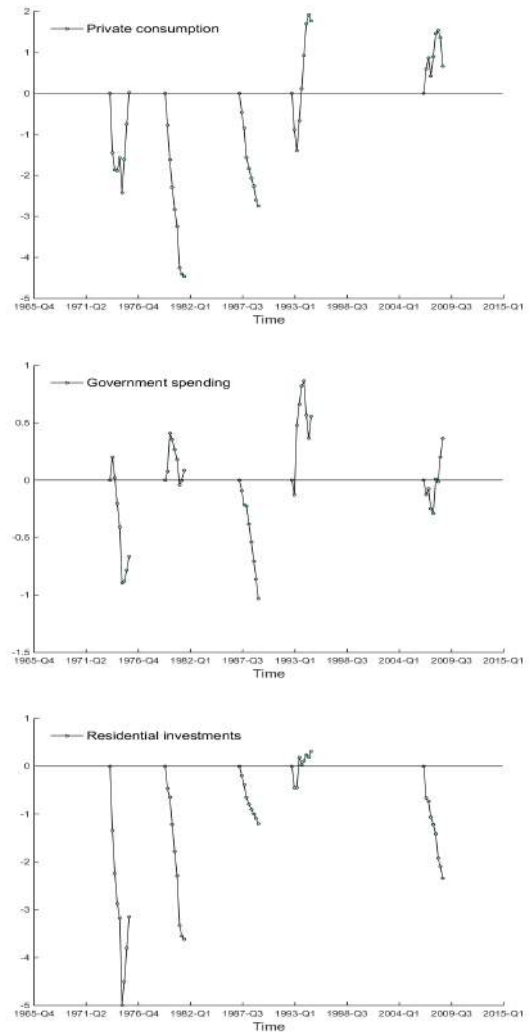 2
Private consumption
1
0
-1
-2
-3
-4
-5
1965-Q4 1971-Q2 1976-Q4 1982-Q1 1987-Q3 1993-Q1 1998-Q3 2004-Q1 2009-Q3 2015-Q1
Time
1
Government spending
0.5
0
-0.5
-1
-1.5
1965-Q4 1971-Q2 1976-Q4 1982-Q1 1987-Q3 1993-Q1 1998-Q3 2004-Q1 2009-Q3 2015-Q1
Time
1
Residential investments
0
-1
-2
-3
-4
-5
1965-Q4 1971-Q2 1976-Q4 1982-Q1 1987-Q3 1993-Q1 1998-Q3 2004-Q1 2009-Q3 2015-Q1
Time